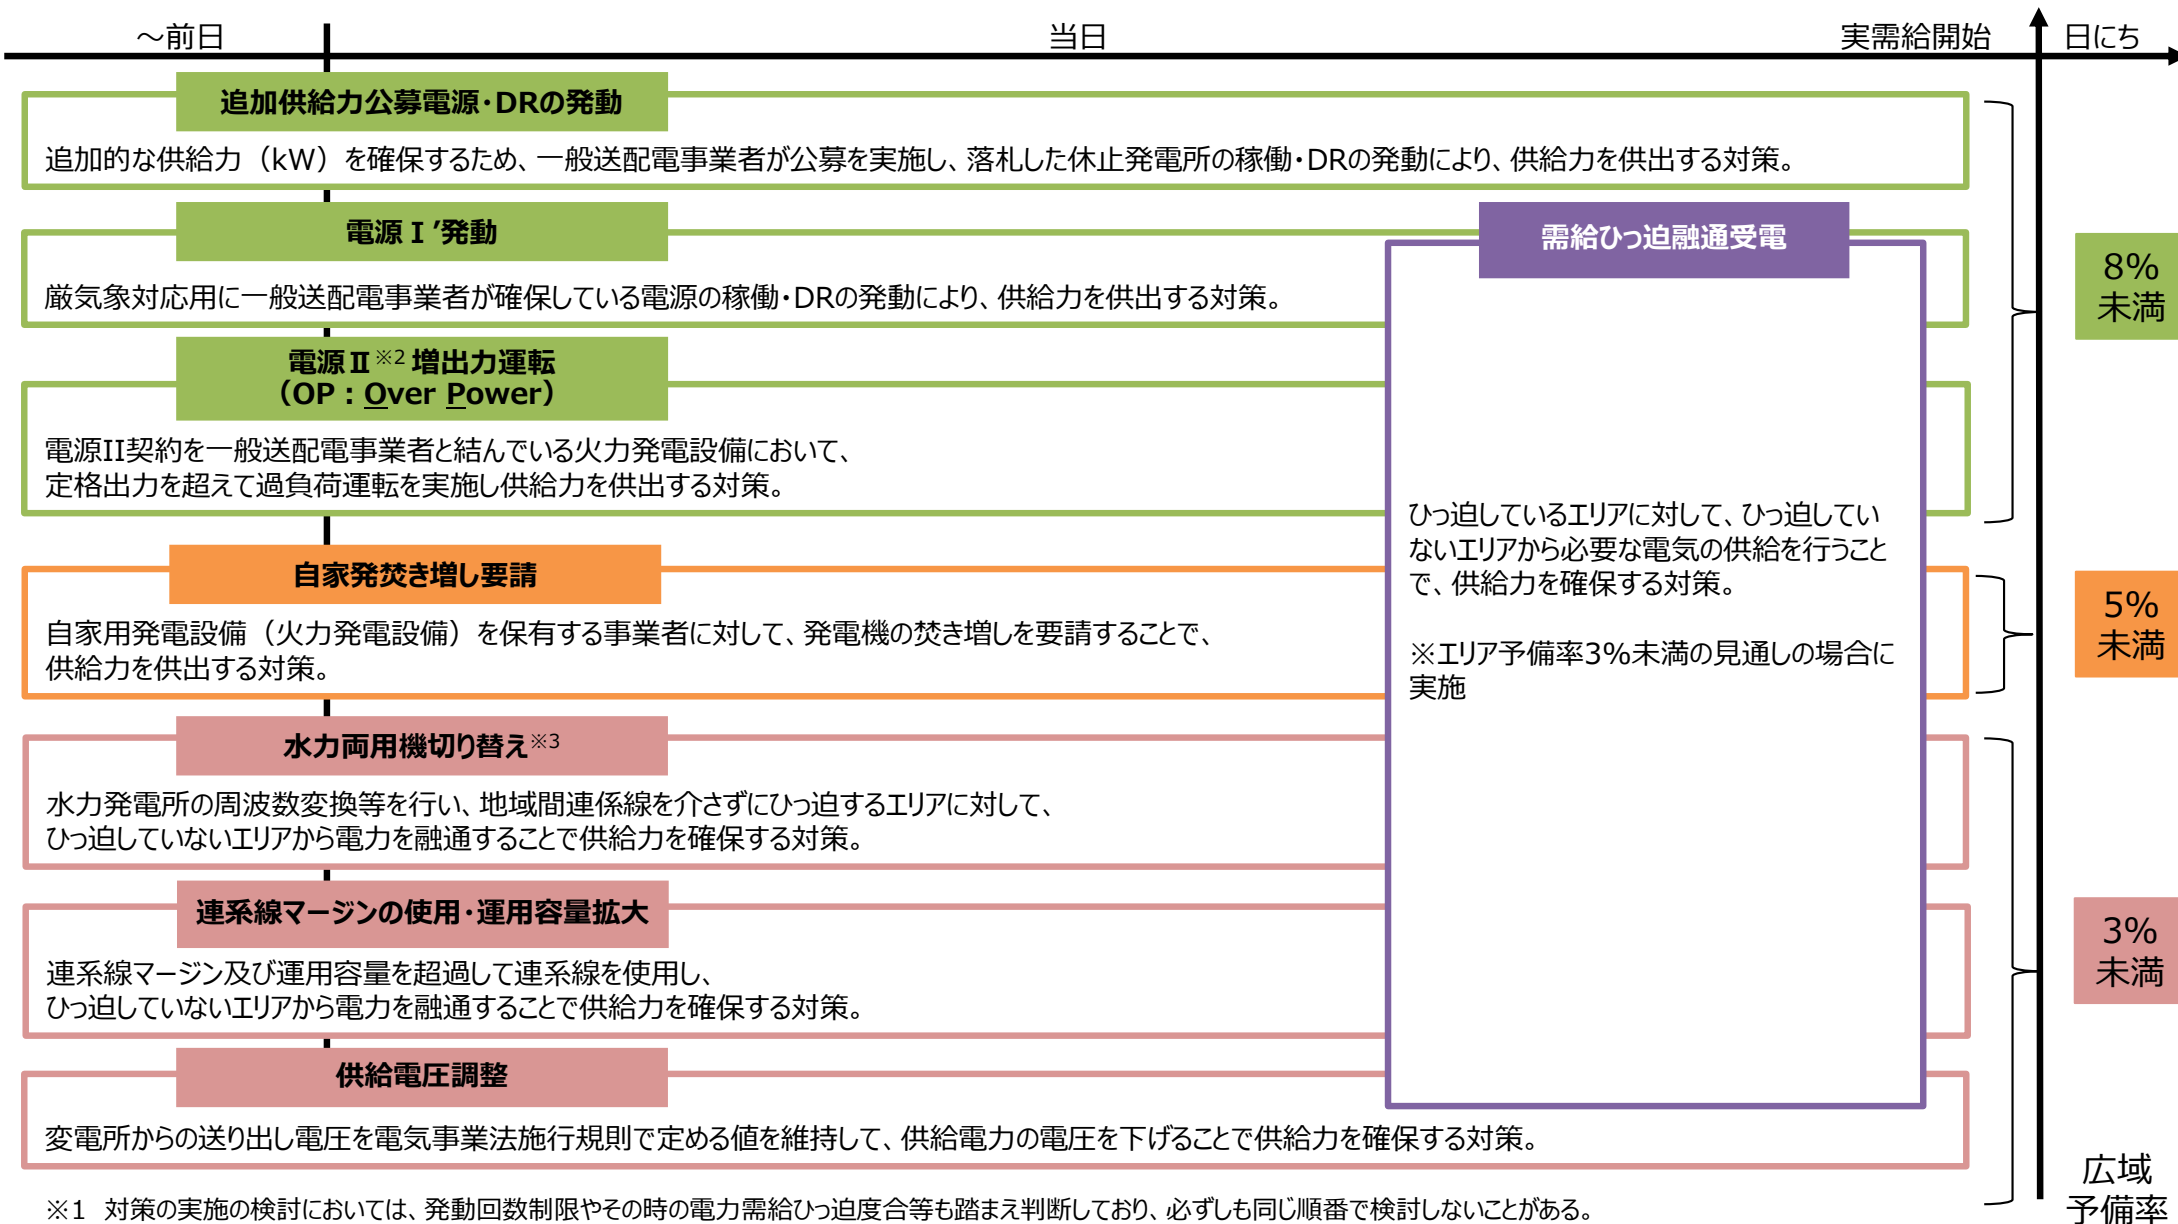 ～前日
当日
実需給開始
日にち
追加供給力公募電源・DRの発動
追加的な供給力（kW）を確保するため、一般送配電事業者が公募を実施し、落札した休止発電所の稼働・DRの発動により、供給力を供出する対策。
電源Ⅰ’発動
厳気象対応用に一般送配電事業者が確保している電源の稼働・DRの発動により、供給力を供出する対策。
電源Ⅱ※2 増出力運転
（OP：Over Power）
電源II契約を一般送配電事業者と結んでいる火力発電設備において、
定格出力を超えて過負荷運転を実施し供給力を供出する対策。
需給ひっ迫融通受電
ひっ迫しているエリアに対して、ひっ迫してい
ないエリアから必要な電気の供給を行うこと
で、供給力を確保する対策。
※エリア予備率3%未満の見通しの場合に
実施
8%
未満
自家発焚き増し要請
自家用発電設備（火力発電設備）を保有する事業者に対して、発電機の焚き増しを要請することで、
供給力を供出する対策。
5%
未満
水力両用機切り替え※3
水力発電所の周波数変換等を行い、地域間連係線を介さずにひっ迫するエリアに対して、
ひっ迫していないエリアから電力を融通することで供給力を確保する対策。
連系線マージンの使用・運用容量拡大
連系線マージン及び運用容量を超過して連系線を使用し、
ひっ迫していないエリアから電力を融通することで供給力を確保する対策。
3%
未満
供給電圧調整
変電所からの送り出し電圧を電気事業法施行規則で定める値を維持して、供給電力の電圧を下げることで供給力を確保する対策。
広域
予備率
※1 対策の実施の検討においては、発動回数制限やその時の電力需給ひっ迫度合等も踏まえ判断しており、必ずしも同じ順番で検討しないことがある。